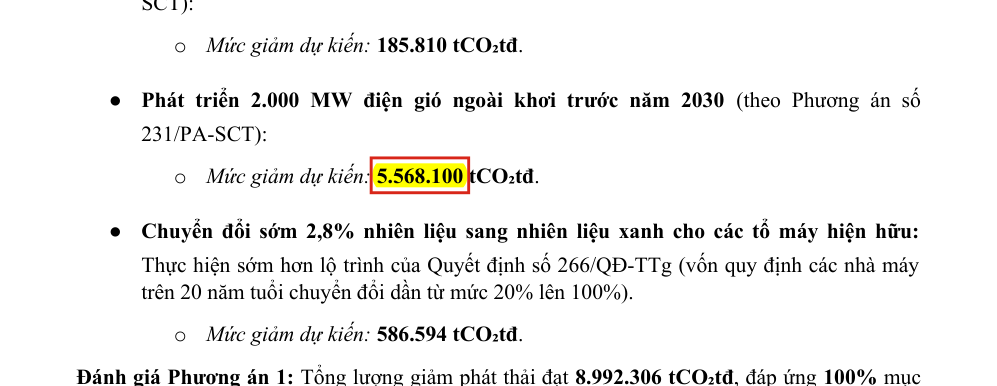 SCT):
○ Mức giảm dự kiến: 185.810 tCO₂tđ.
● Phát triển 2.000 MW điện gió ngoài khơi trước năm 2030 (theo Phương án số
231/PA-SCT):
○ Mức giảm dự kiến: 5.568.100 tCO₂tđ.
● Chuyển đổi sớm 2,8% nhiên liệu sang nhiên liệu xanh cho các tổ máy hiện hữu:
Thực hiện sớm hơn lộ trình của Quyết định số 266/QĐ-TTg (vốn quy định các nhà máy
trên 20 năm tuổi chuyển đổi dần từ mức 20% lên 100%).
○ Mức giảm dự kiến: 586.594 tCO₂tđ.
Đánh giá Phương án 1: Tổng lượng giảm phát thải đạt 8.992.306 tCO₂tđ, đáp ứng 100% mục